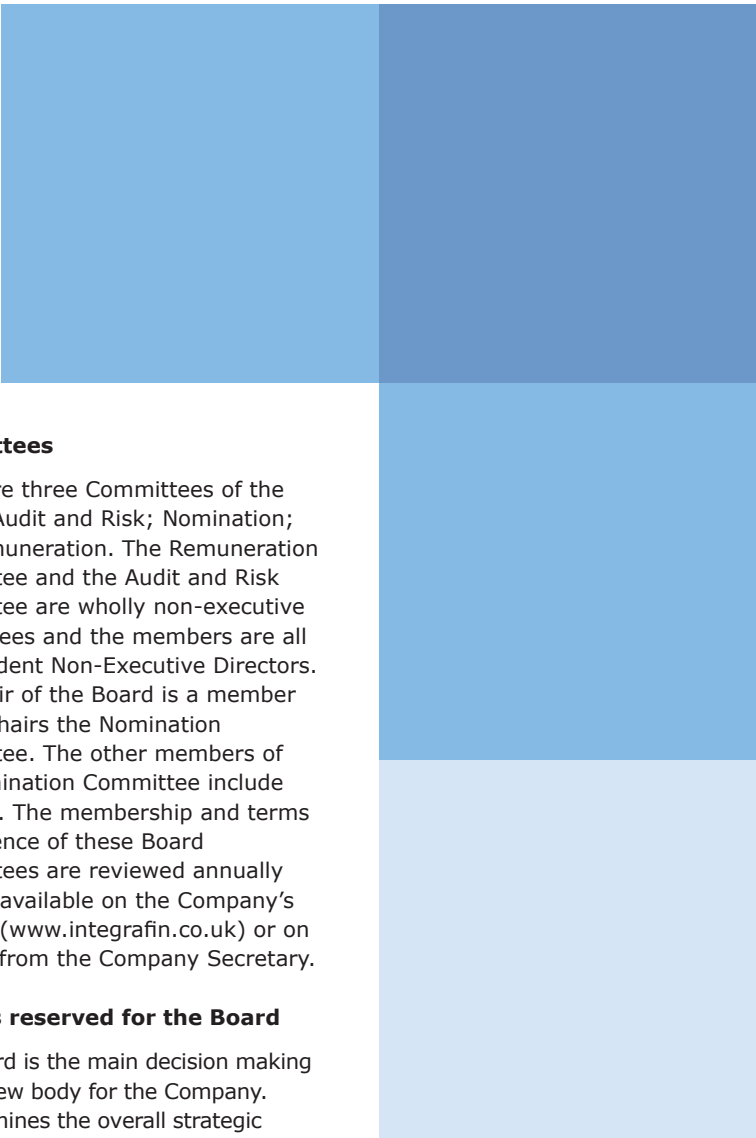 ttees
e three Committees of the
Audit and Risk; Nomination;
muneration. The Remuneration
tee and the Audit and Risk
tee are wholly non-executive
ees and the members are all
dent Non-Executive Directors.
ir of the Board is a member
hairs the Nomination
tee. The other members of
mination Committee include
. The membership and terms
ence of these Board
tees are reviewed annually
available on the Company's
(www.integrafin.co.uk) or on
from the Company Secretary.
s reserved for the Board
rd is the main decision making
ew body for the Company.
mines the overall strategic